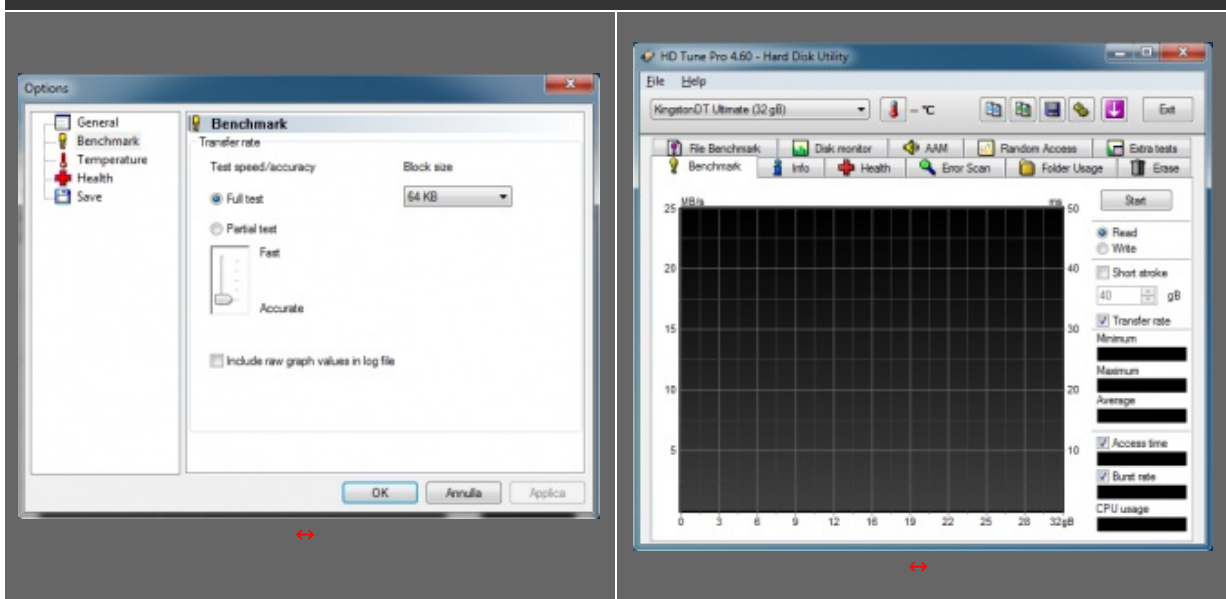 Options
General
Benchmark
Temperature
Health
Save
Benchmark
Transfer rate
Test speed/accuracy
Block size
Full test
64 KB
Partial test
Fast
Accurate
Include raw graph values in log file
OK
Annulla
Applica
HD Tune Pro 4.60 - Hard Disk Utility
File Help
KingstonDT Ultimate (32 gB)
– °C
Exit
File Benchmark Disk monitor AAM Random Access Extra tests
Benchmark Info Health Error Scan Folder Usage Erase
Start
25 MB/s ms 50
Read
Write
20 40
Short stroke
40 gB
Transfer rate
15 30
Minimum
Maximum
10 20
Average
5 10
Access time
Burst rate
CPU usage
0 3 6 9 12 16 19 22 25 28 32gB